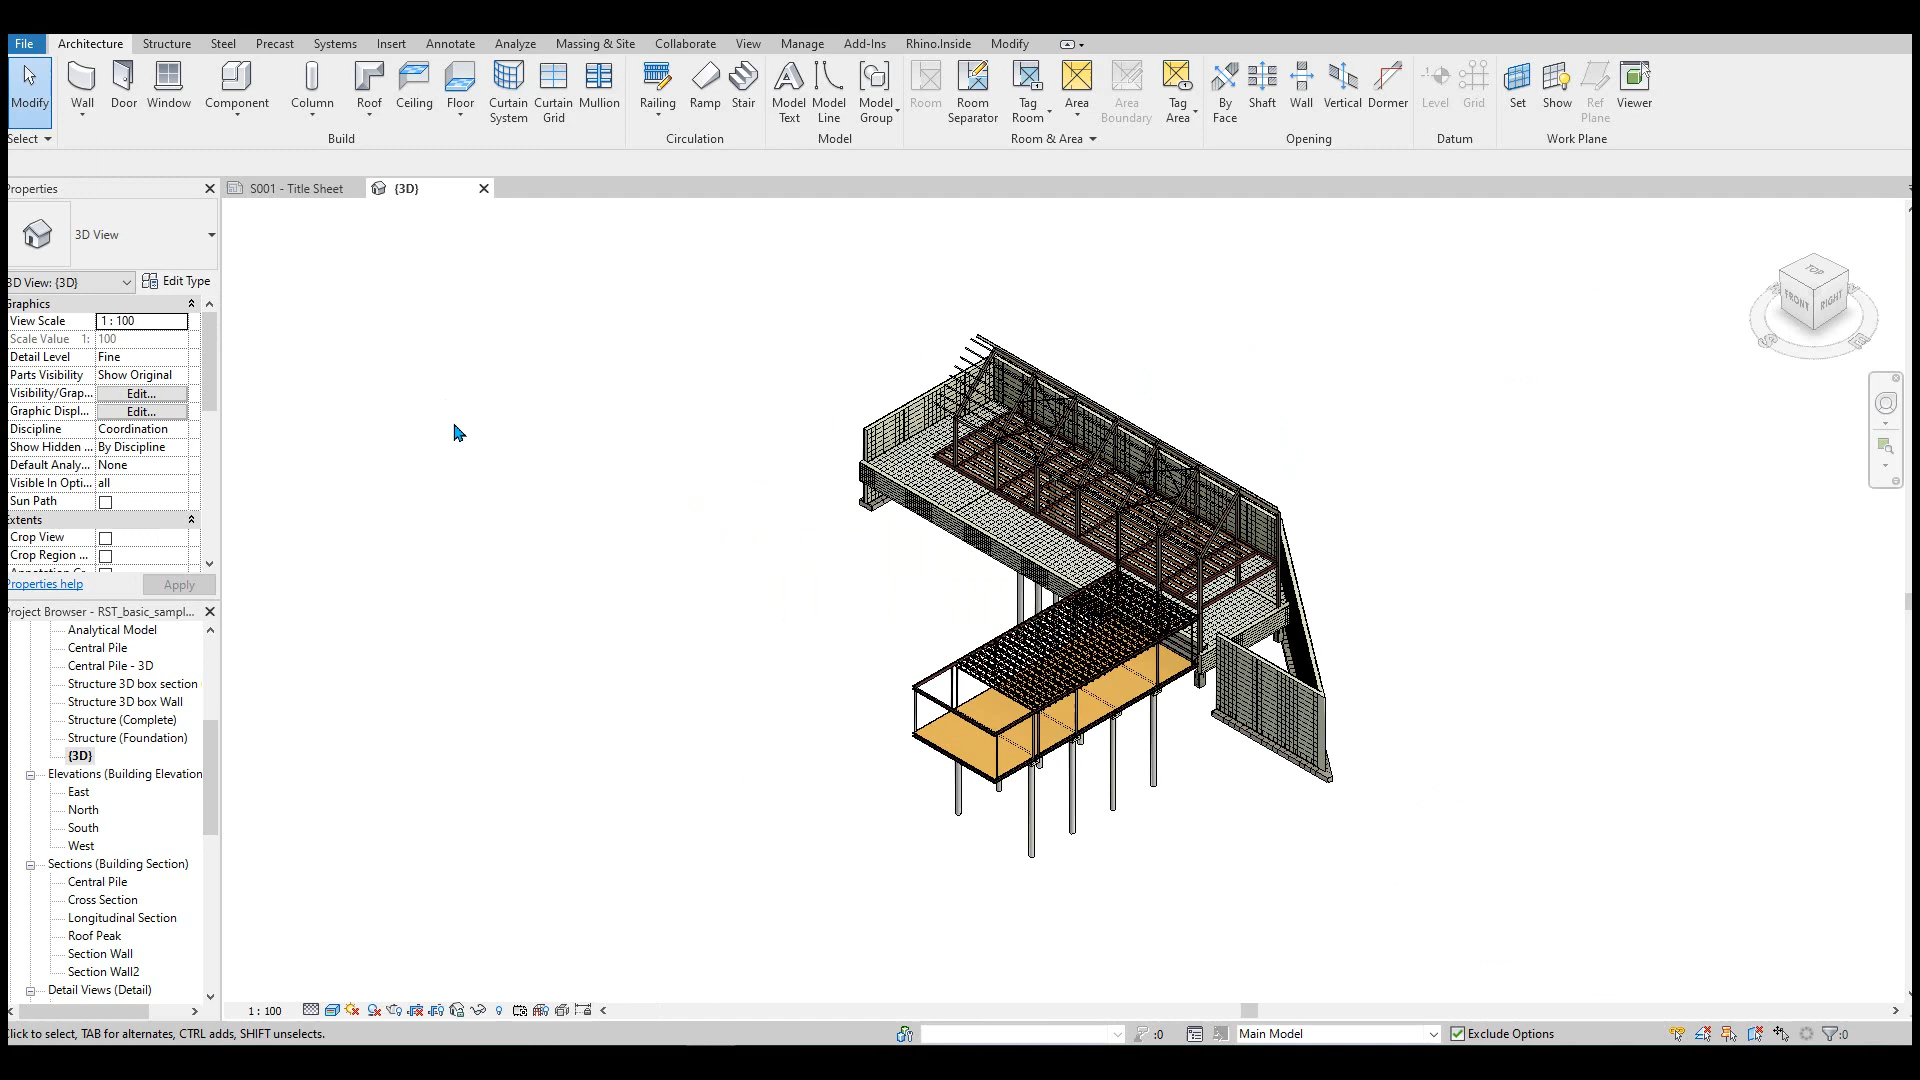 File Architecture Structure Steel Precast Systems Insert Annotate Analyze Massing & Site Collaborate View Manage Add-Ins Rhino.Inside Modify
Modify Wall Door Window Component Column Roof Ceiling Floor Curtain System Curtain Grid Mullion Railing Ramp Stair Model Text Model Line Model Group Room Room Separator Tag Room Area Area Boundary Tag Area By Face Shaft Wall Vertical Dormer Level Grid Set Show Ref Plane Viewer
Select Build Circulation Model Room & Area Opening Datum Work Plane
Properties
S001 - Title Sheet
{3D}
3D View
3D View: {3D}
Edit Type
Graphics
View Scale 1 : 100
Scale Value 1: 100
Detail Level Fine
Parts Visibility Show Original
Visibility/Grap... Edit...
Graphic Displ... Edit...
Discipline Coordination
Show Hidden ... By Discipline
Default Analy... None
Visible In Opti... all
Sun Path
Extents
Crop View
Crop Region ...
Properties help
Apply
Project Browser - RST_basic_sampl...
Analytical Model
Central Pile
Central Pile - 3D
Structure 3D box section
Structure 3D box Wall
Structure (Complete)
Structure (Foundation)
{3D}
Elevations (Building Elevation
East
North
South
West
Sections (Building Section)
Central Pile
Cross Section
Longitudinal Section
Roof Peak
Section Wall
Section Wall2
Detail Views (Detail)
TOP
FRONT
RIGHT
1 : 100
Click to select, TAB for alternates, CTRL adds, SHIFT unselects.
:0
Main Model
Exclude Options
:0